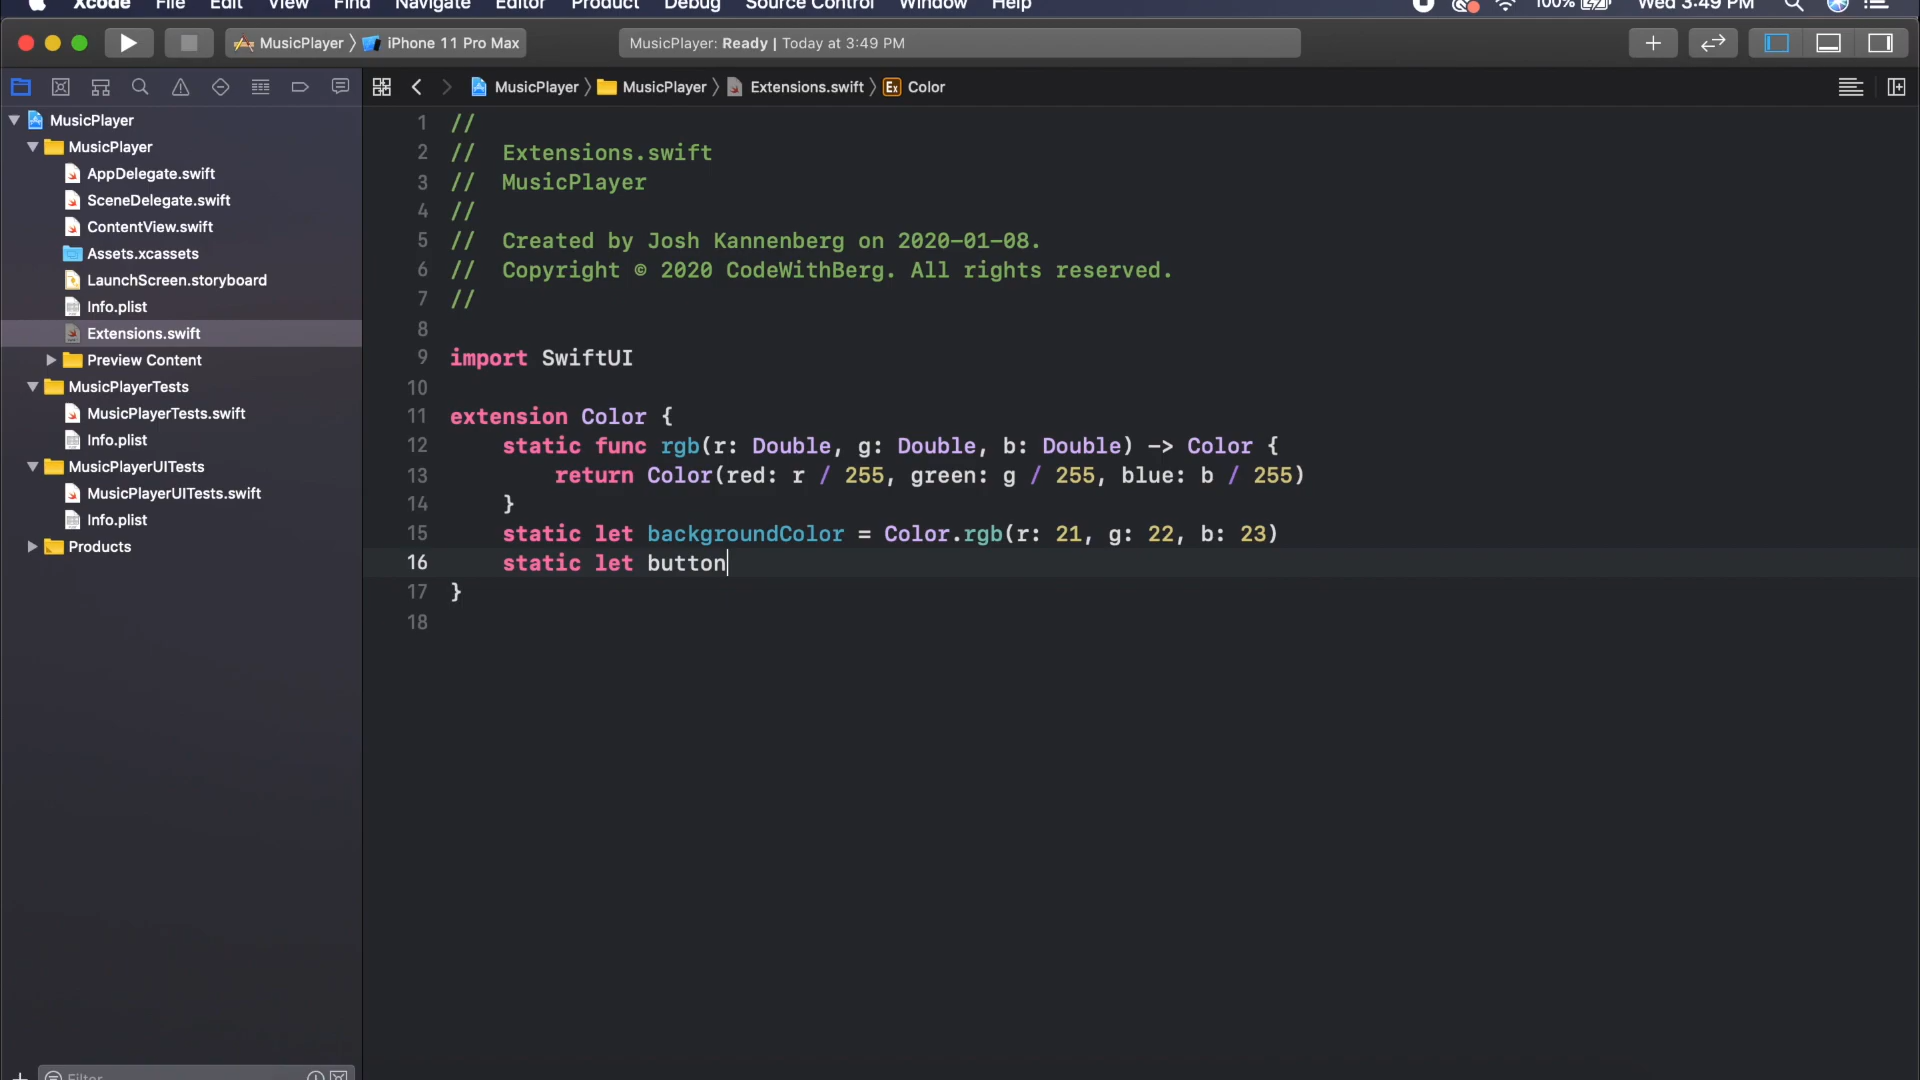 Xcode File Edit View Find Navigate Editor Product Debug Source Control Window Help 100% Wed 3:49 PM
MusicPlayer iPhone 11 Pro Max MusicPlayer: Ready | Today at 3:49 PM
MusicPlayer MusicPlayer Extensions.swift Ex Color
MusicPlayer
MusicPlayer
AppDelegate.swift
SceneDelegate.swift
ContentView.swift
Assets.xcassets
LaunchScreen.storyboard
Info.plist
Extensions.swift
Preview Content
MusicPlayerTests
MusicPlayerTests.swift
Info.plist
MusicPlayerUITests
MusicPlayerUITests.swift
Info.plist
Products
Filter
1 //
2 // Extensions.swift
3 // MusicPlayer
4 //
5 // Created by Josh Kannenberg on 2020-01-08.
6 // Copyright © 2020 CodeWithBerg. All rights reserved.
7 //
8
9 import SwiftUI
10
11 extension Color {
12 static func rgb(r: Double, g: Double, b: Double) -> Color {
13 return Color(red: r / 255, green: g / 255, blue: b / 255)
14 }
15 static let backgroundColor = Color.rgb(r: 21, g: 22, b: 23)
16 static let button
17 }
18